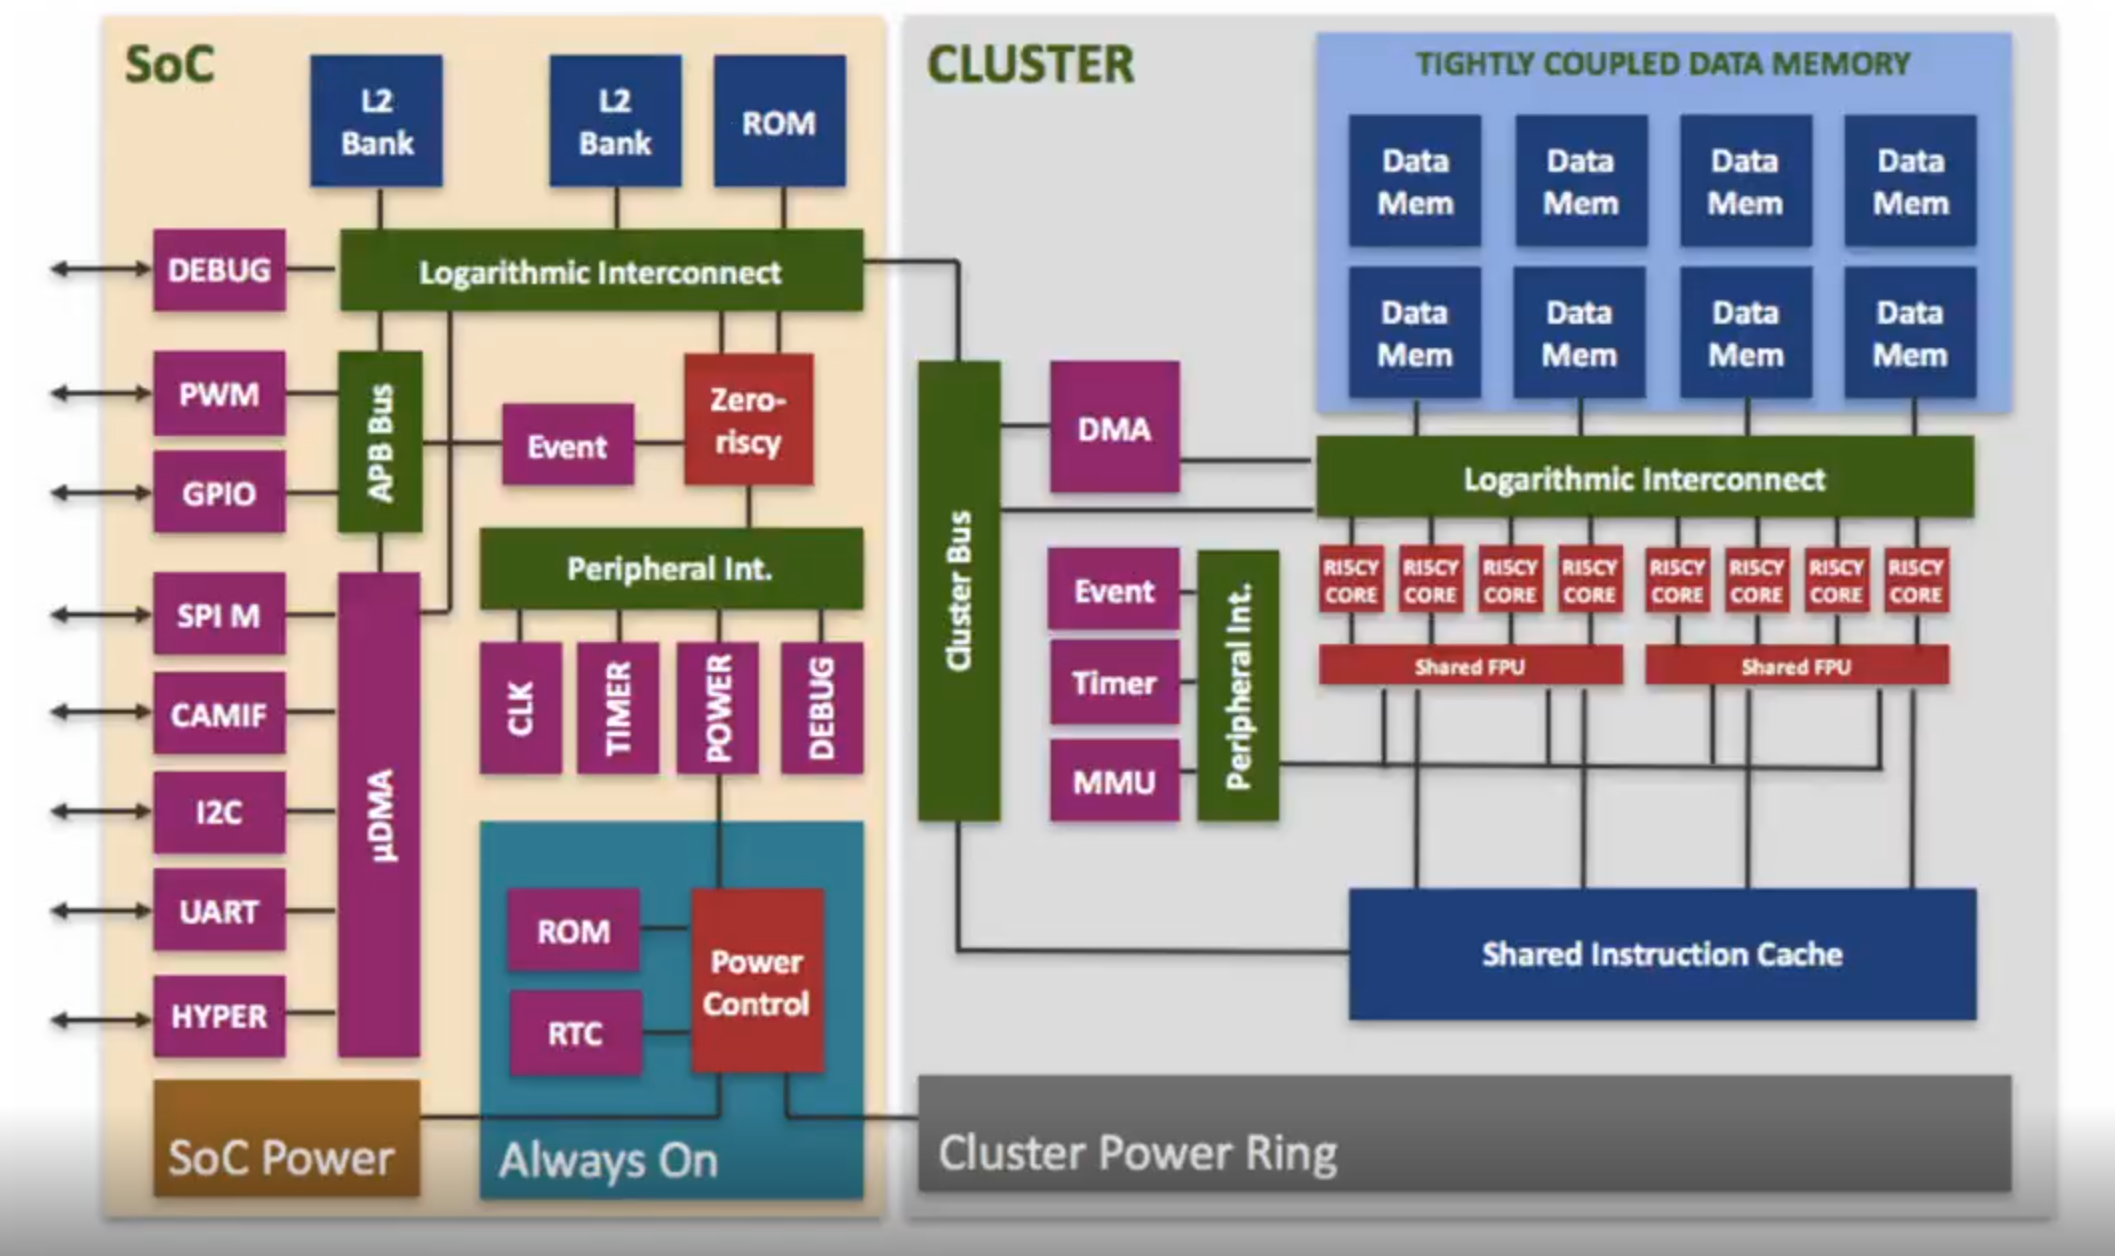 SoC
L2
Bank
L2
Bank
ROM
DEBUG
Logarithmic Interconnect
PWM
GPIO
APB Bus
Event
Zero-
riscy
Peripheral Int.
SPI M
CAMIF
I2C
UART
HYPER
µDMA
CLK
TIMER
POWER
DEBUG
ROM
RTC
Power
Control
SoC Power
Always On
CLUSTER
TIGHTLY COUPLED DATA MEMORY
Data
Mem
Data
Mem
Data
Mem
Data
Mem
Data
Mem
Data
Mem
Data
Mem
Data
Mem
Cluster Bus
DMA
Logarithmic Interconnect
Event
Timer
MMU
Peripheral Int.
RISCY
CORE
RISCY
CORE
RISCY
CORE
RISCY
CORE
RISCY
CORE
RISCY
CORE
RISCY
CORE
RISCY
CORE
Shared FPU
Shared FPU
Shared Instruction Cache
Cluster Power Ring